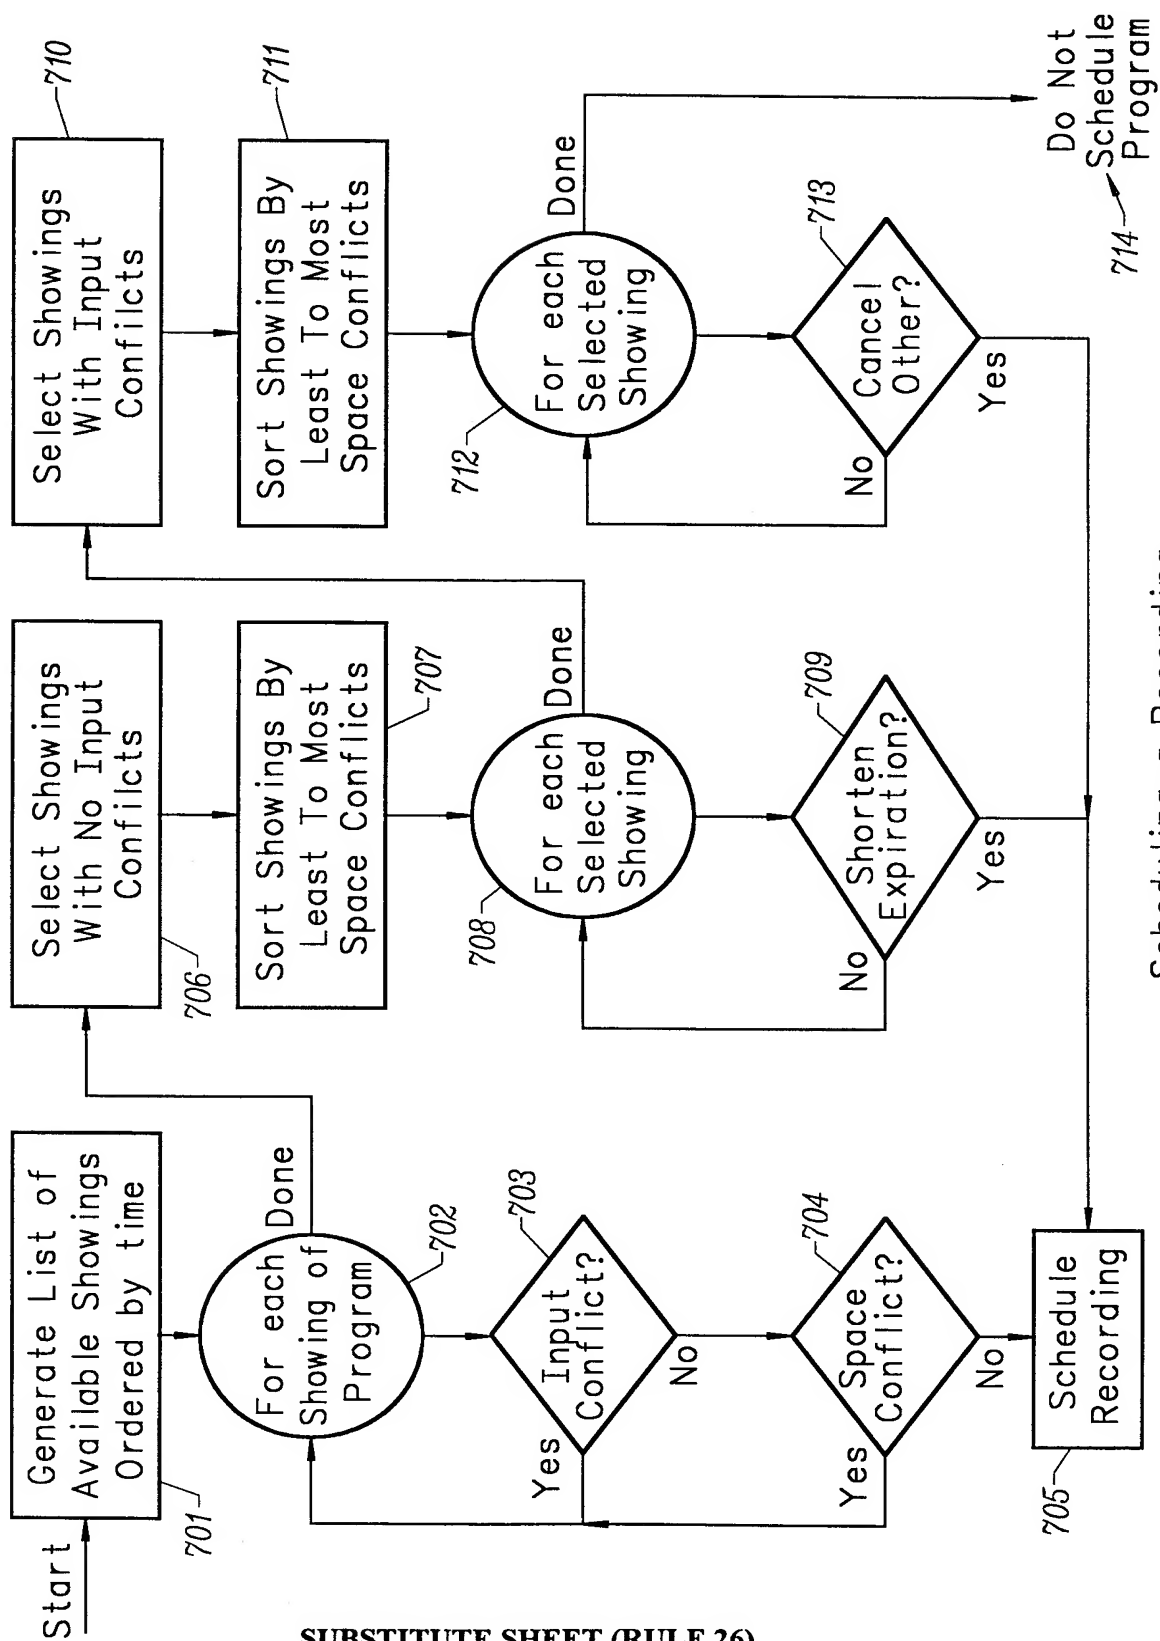 Start
Generate List of
Available Showings
Ordered by time
701
For each
Showing of
Program
702
Done
Input
Conflict?
703
Yes
No
Space
Conflict?
704
Yes
No
Schedule
Recording
705
Select Showings
With No Input
Confilcts
706
Sort Showings By
Least To Most
Space Conflicts
707
For each
Selected
Showing
708
Done
Shorten
Expiration?
709
No
Yes
Select Showings
With Input
Confilcts
710
Sort Showings By
Least To Most
Space Conflicts
711
For each
Selected
Showing
712
Done
Cancel
Other?
713
No
Yes
Do Not
Schedule
Program
714
SUBSTITUTE SHEET (RULE 26)